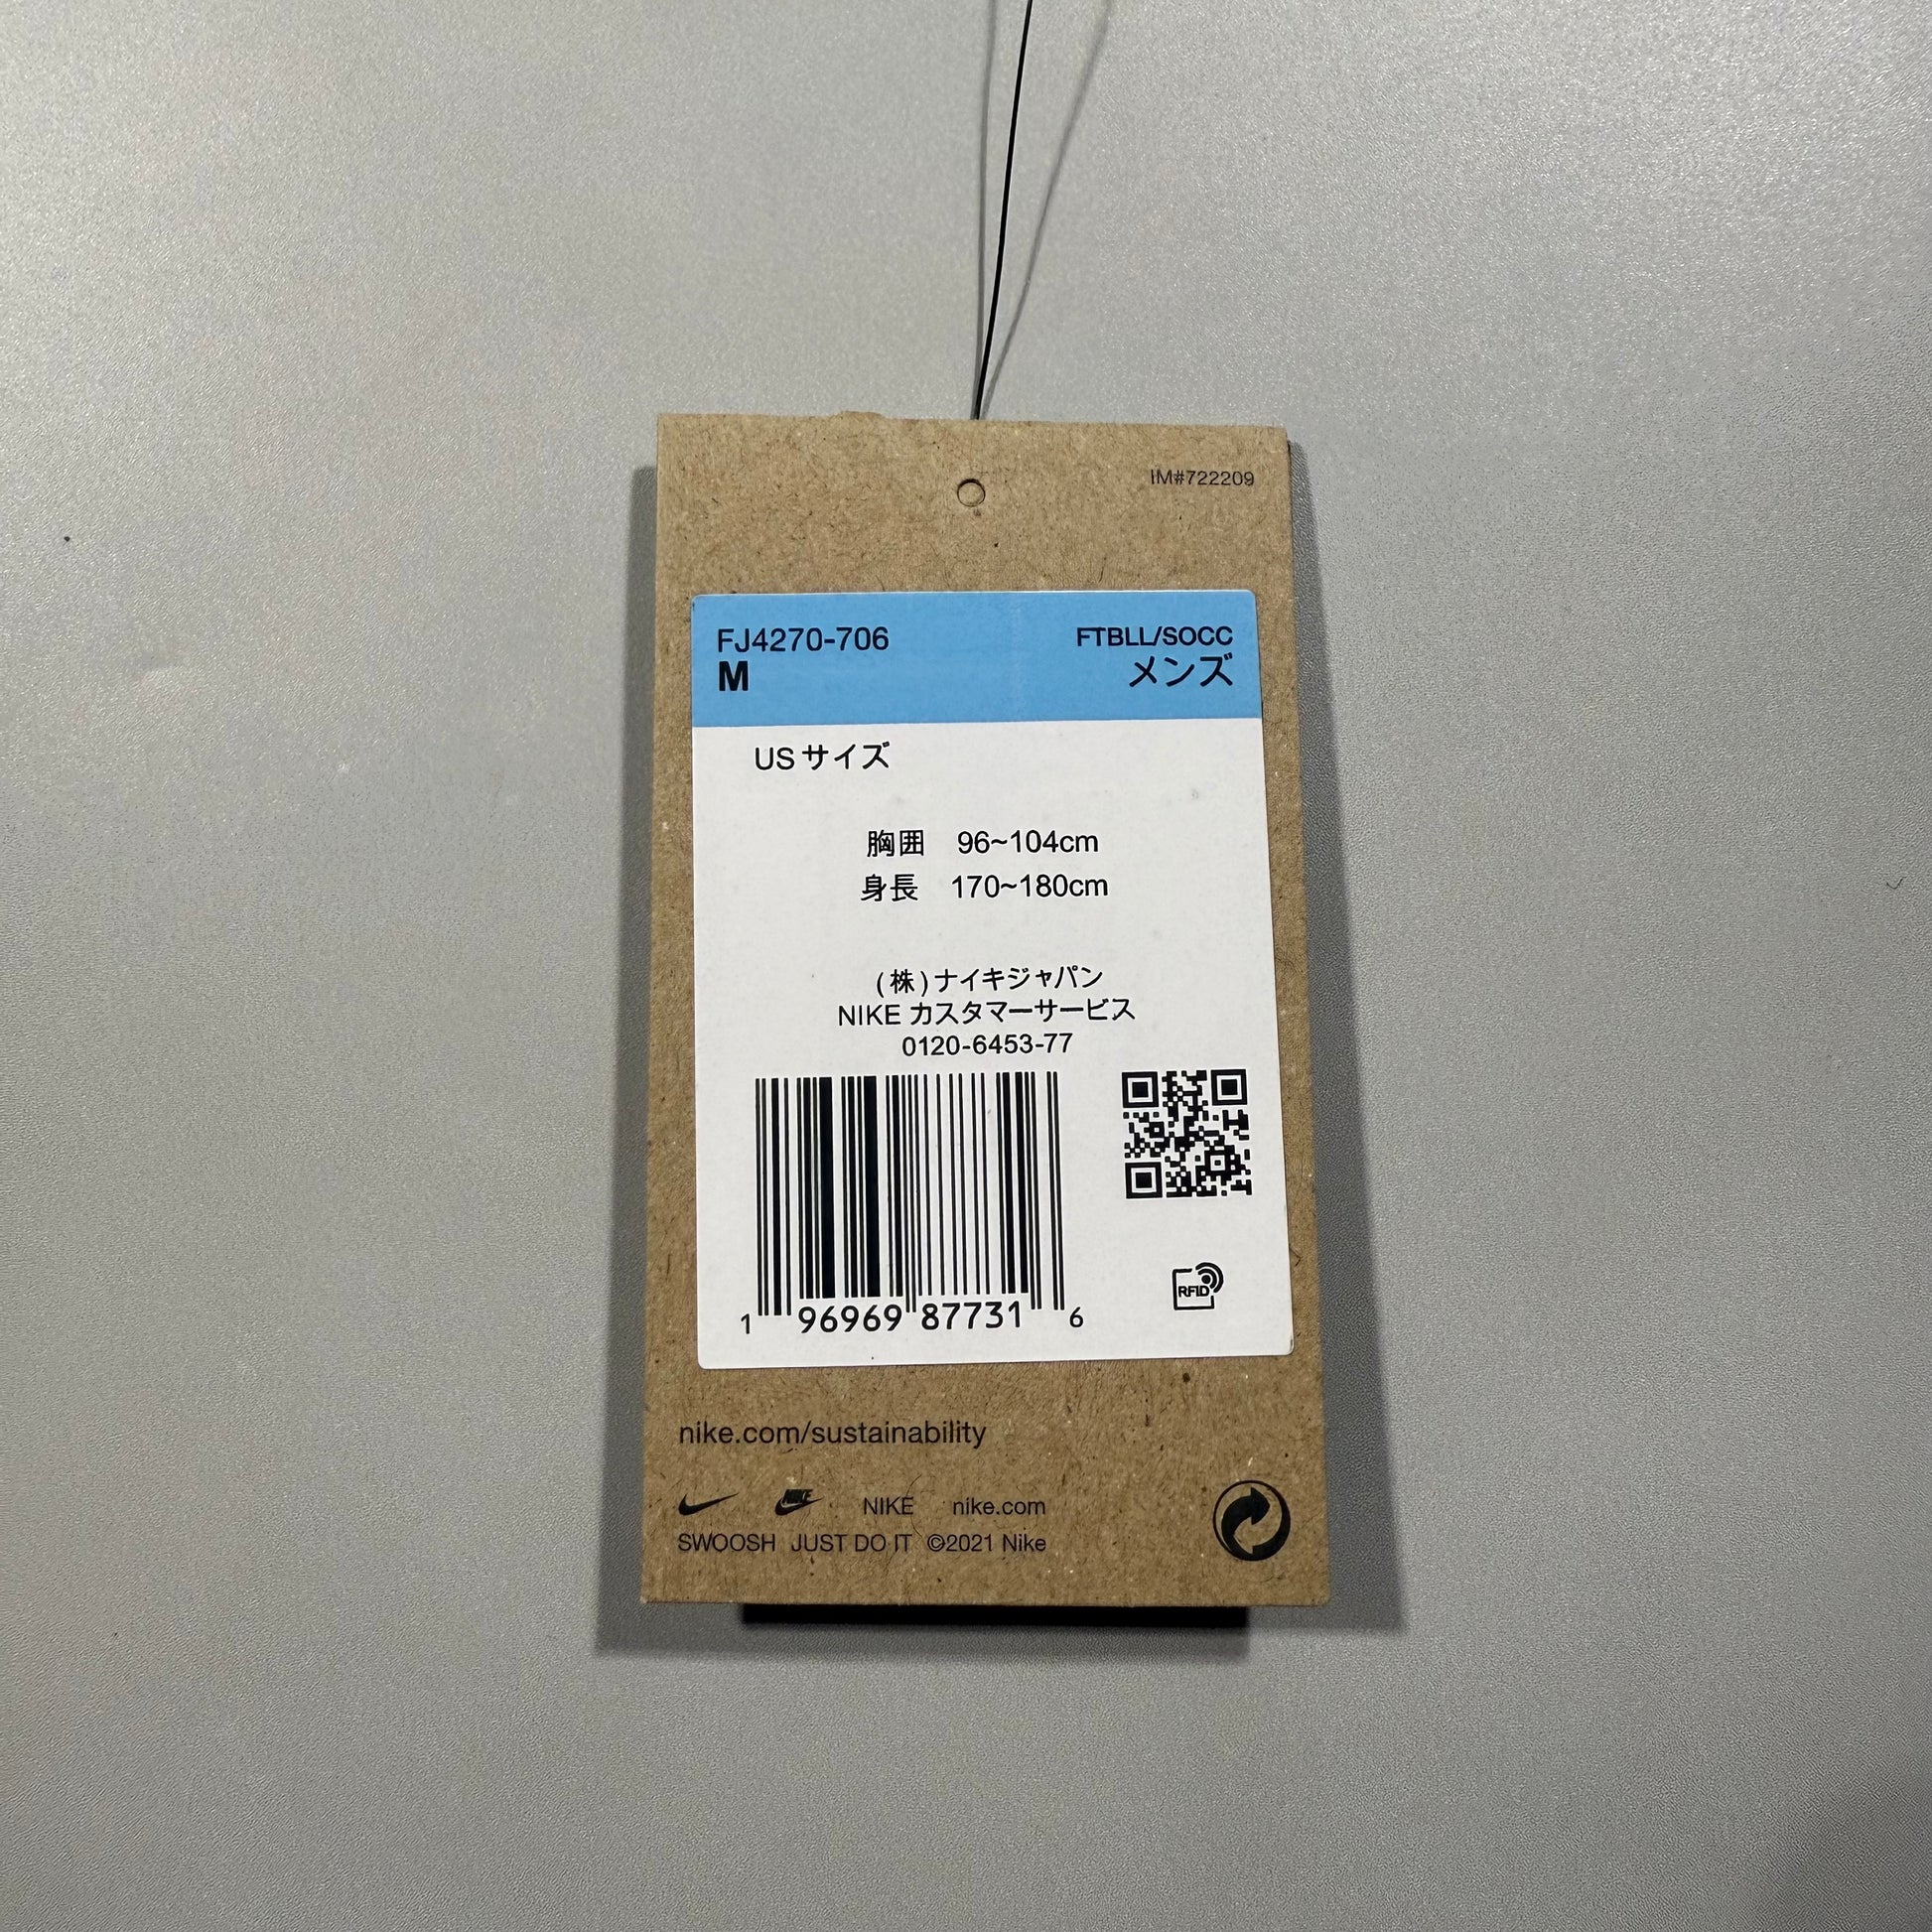 IM#722209
FJ4270-706 FTBLL/SOCC
M メンズ
US サイズ
胸囲 96~104cm
身長 170~180cm
(株)ナイキジャパン
NIKE カスタマーサービス
0120-6453-77
RFID
1 96969 87731 6
nike.com/sustainability
NIKE NIKE nike.com
SWOOSH JUST DO IT ©2021 Nike